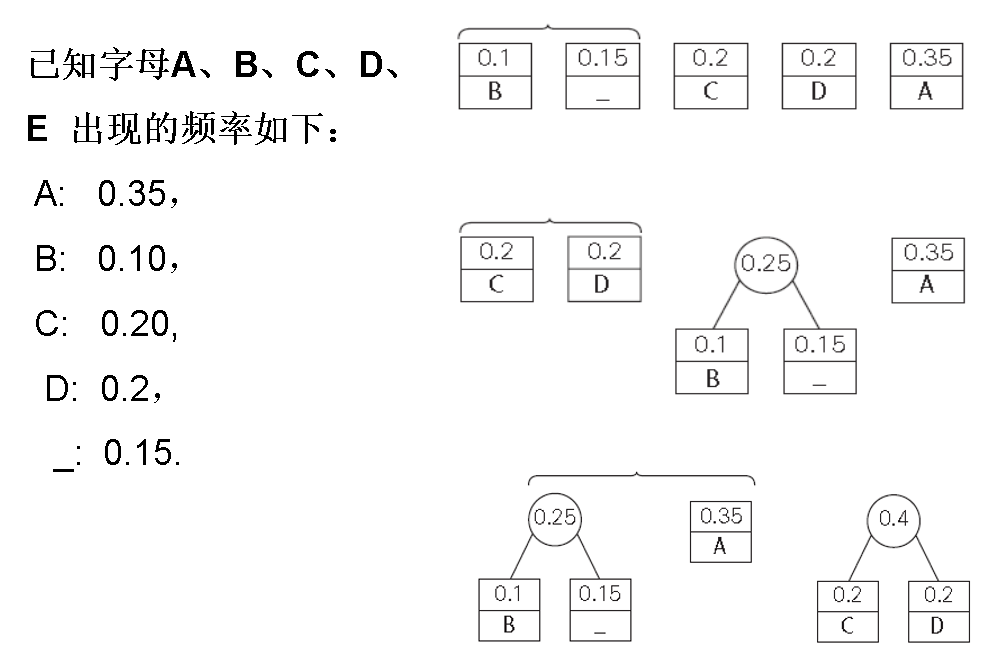 已知字母A、B、C、D、
E 出现的频率如下：
A: 0.35，
B: 0.10，
C: 0.20,
D: 0.2，
_: 0.15.
0.1 0.15 0.2 0.2 0.35
B _ C D A
0.2 0.2 0.25 0.35
C D A
0.1 0.15
B _
0.25 0.35 0.4
A
0.1 0.15 0.2 0.2
B _ C D